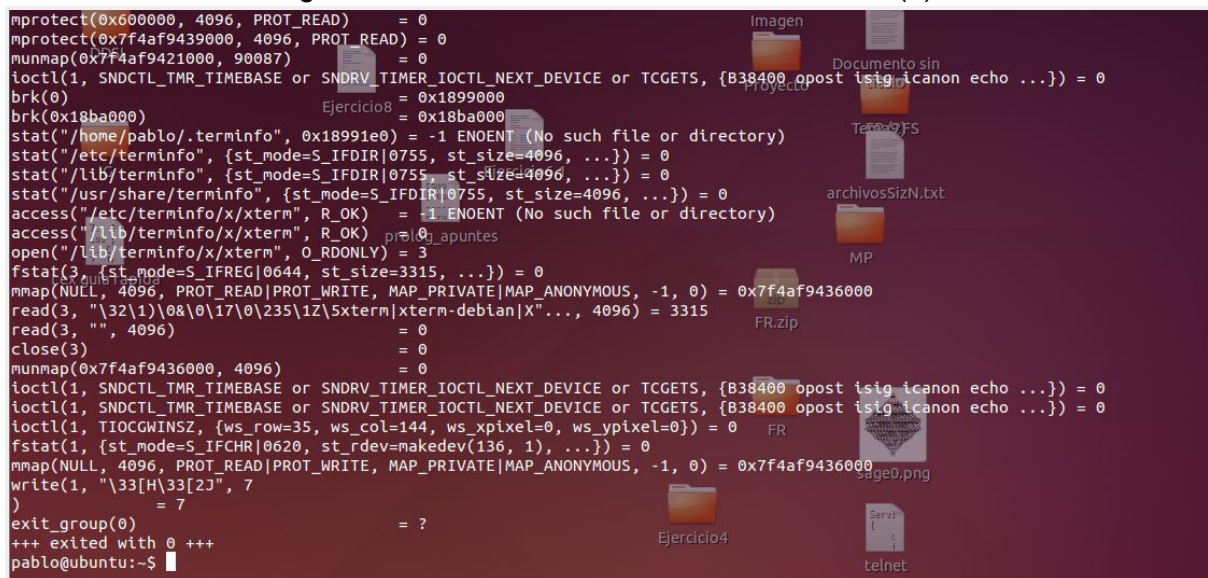 mprotect(0x600000, 4096, PROT_READ)     = 0
mprotect(0x7f4af9439000, 4096, PROT_READ) = 0
munmap(0x7f4af9421000, 90087)           = 0
ioctl(1, SNDCTL_TMR_TIMEBASE or SNDRV_TIMER_IOCTL_NEXT_DEVICE or TCGETS, {B38400 opost isig icanon echo ...}) = 0
brk(0)                                  = 0x1899000
brk(0x18ba000)                          = 0x18ba000
stat("/home/pablo/.terminfo", 0x18991e0) = -1 ENOENT (No such file or directory)
stat("/etc/terminfo", {st_mode=S_IFDIR|0755, st_size=4096, ...}) = 0
stat("/lib/terminfo", {st_mode=S_IFDIR|0755, st_size=4096, ...}) = 0
stat("/usr/share/terminfo", {st_mode=S_IFDIR|0755, st_size=4096, ...}) = 0
access("/etc/terminfo/x/xterm", R_OK)   = -1 ENOENT (No such file or directory)
access("/lib/terminfo/x/xterm", R_OK)   = 0
open("/lib/terminfo/x/xterm", O_RDONLY) = 3
fstat(3, {st_mode=S_IFREG|0644, st_size=3315, ...}) = 0
mmap(NULL, 4096, PROT_READ|PROT_WRITE, MAP_PRIVATE|MAP_ANONYMOUS, -1, 0) = 0x7f4af9436000
read(3, "\32\1)\0&\0\17\0\235\1Z\5xterm|xterm-debian|X"..., 4096) = 3315
read(3, "", 4096)                       = 0
close(3)                                = 0
munmap(0x7f4af9436000, 4096)            = 0
ioctl(1, SNDCTL_TMR_TIMEBASE or SNDRV_TIMER_IOCTL_NEXT_DEVICE or TCGETS, {B38400 opost isig icanon echo ...}) = 0
ioctl(1, SNDCTL_TMR_TIMEBASE or SNDRV_TIMER_IOCTL_NEXT_DEVICE or TCGETS, {B38400 opost isig icanon echo ...}) = 0
ioctl(1, TIOCGWINSZ, {ws_row=35, ws_col=144, ws_xpixel=0, ws_ypixel=0}) = 0
fstat(1, {st_mode=S_IFCHR|0620, st_rdev=makedev(136, 1), ...}) = 0
mmap(NULL, 4096, PROT_READ|PROT_WRITE, MAP_PRIVATE|MAP_ANONYMOUS, -1, 0) = 0x7f4af9436000
write(1, "\33[H\33[2J", 7
)              = 7
exit_group(0)                           = ?
+++ exited with 0 +++
pablo@ubuntu:~$
Imagen
Documento sin
Proyecto
Ejercicio8
archivosSizN.txt
prolog_apuntes
MP
zip
FR.zip
FR
sage0.png
Ejercicio4
telnet